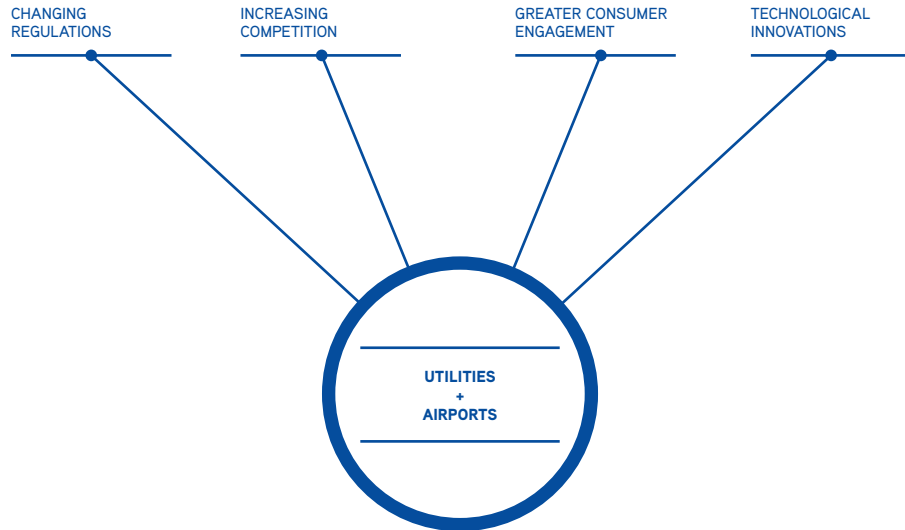 CHANGING
REGULATIONS
INCREASING
COMPETITION
GREATER CONSUMER
ENGAGEMENT
TECHNOLOGICAL
INNOVATIONS
UTILITIES
+
AIRPORTS